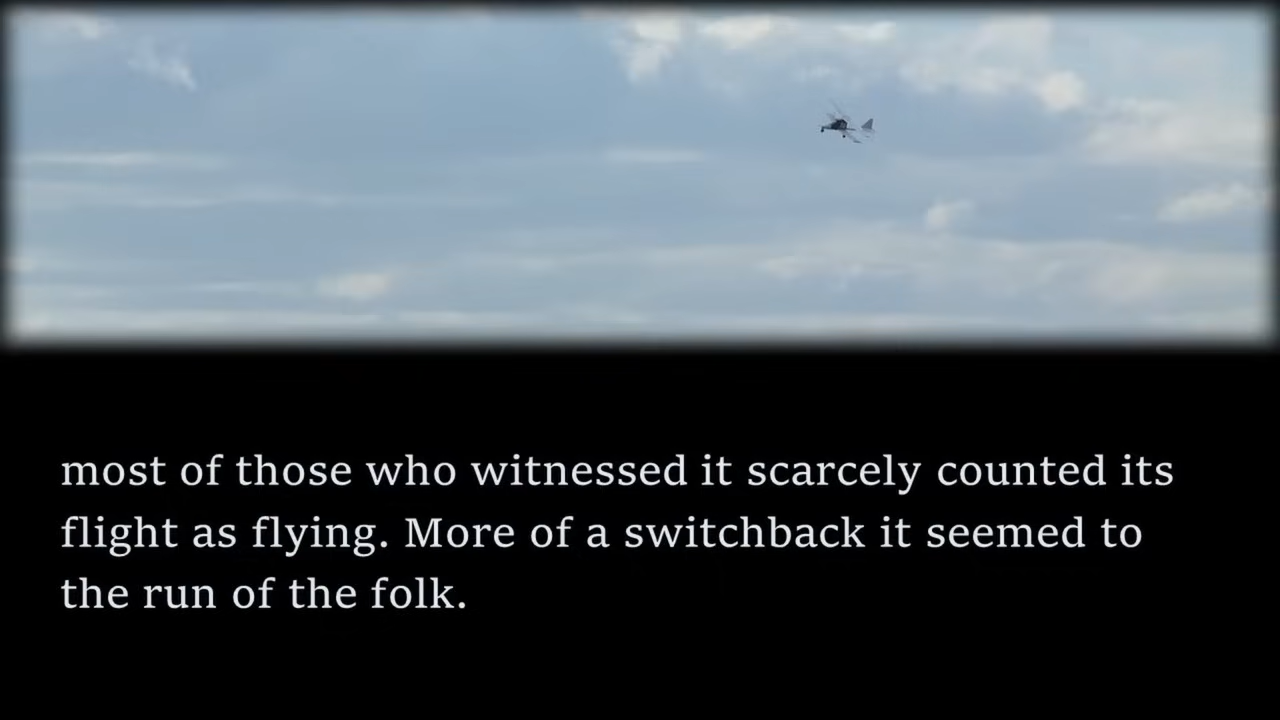 most of those who witnessed it scarcely counted its
flight as flying. More of a switchback it seemed to
the run of the folk.